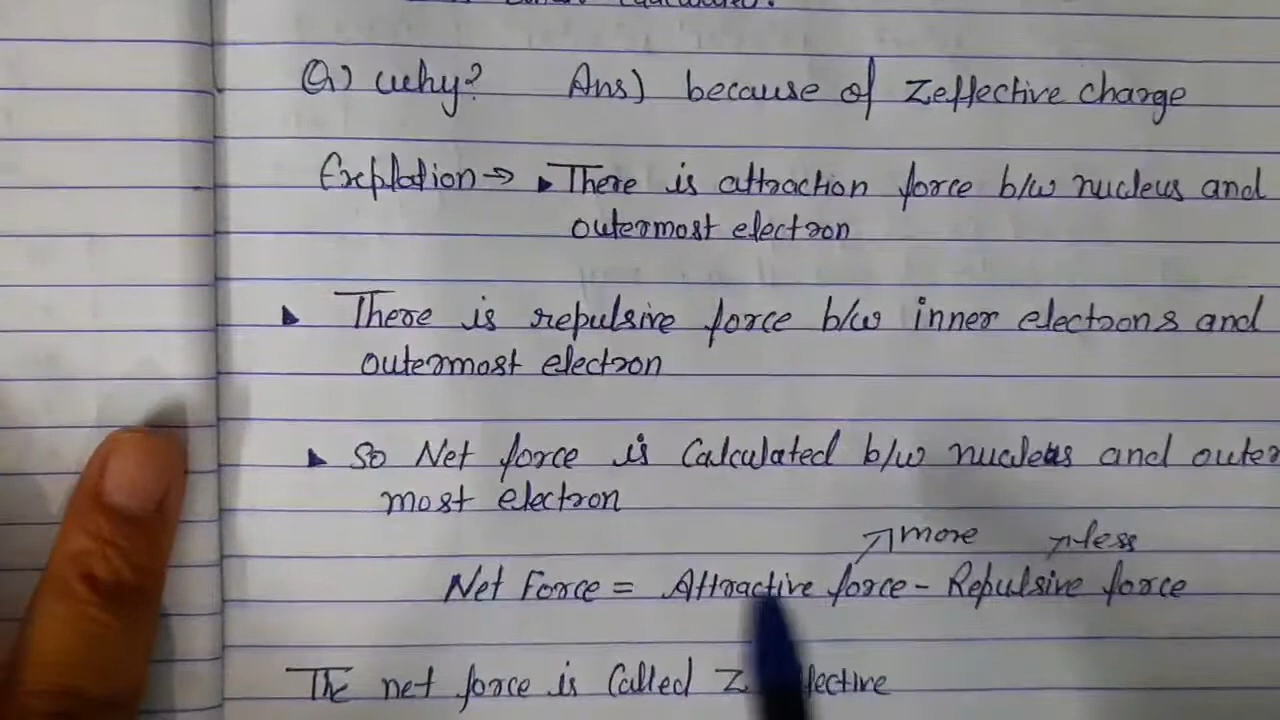 Q) why? Ans) because of Zeffective charge
Explation → There is attraction force b/w nucleus and
outermost electron
There is repulsive force b/w inner electrons and
outermost electron
So Net force is Calculated b/w nucleus and outer
most electron
more less
Net Force = Attractive force - Repulsive force
The net force is Called Z